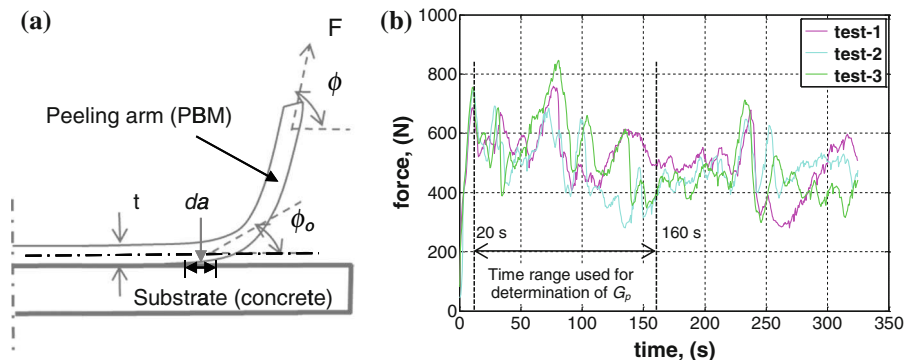 (a)
F
ϕ
Peeling arm (PBM)
t
da
ϕo
Substrate (concrete)
(b)
1000
800
600
400
200
0
force, (N)
test-1
test-2
test-3
20 s
160 s
Time range used for
determination of Gp
0
50
100
150
200
250
300
350
time, (s)